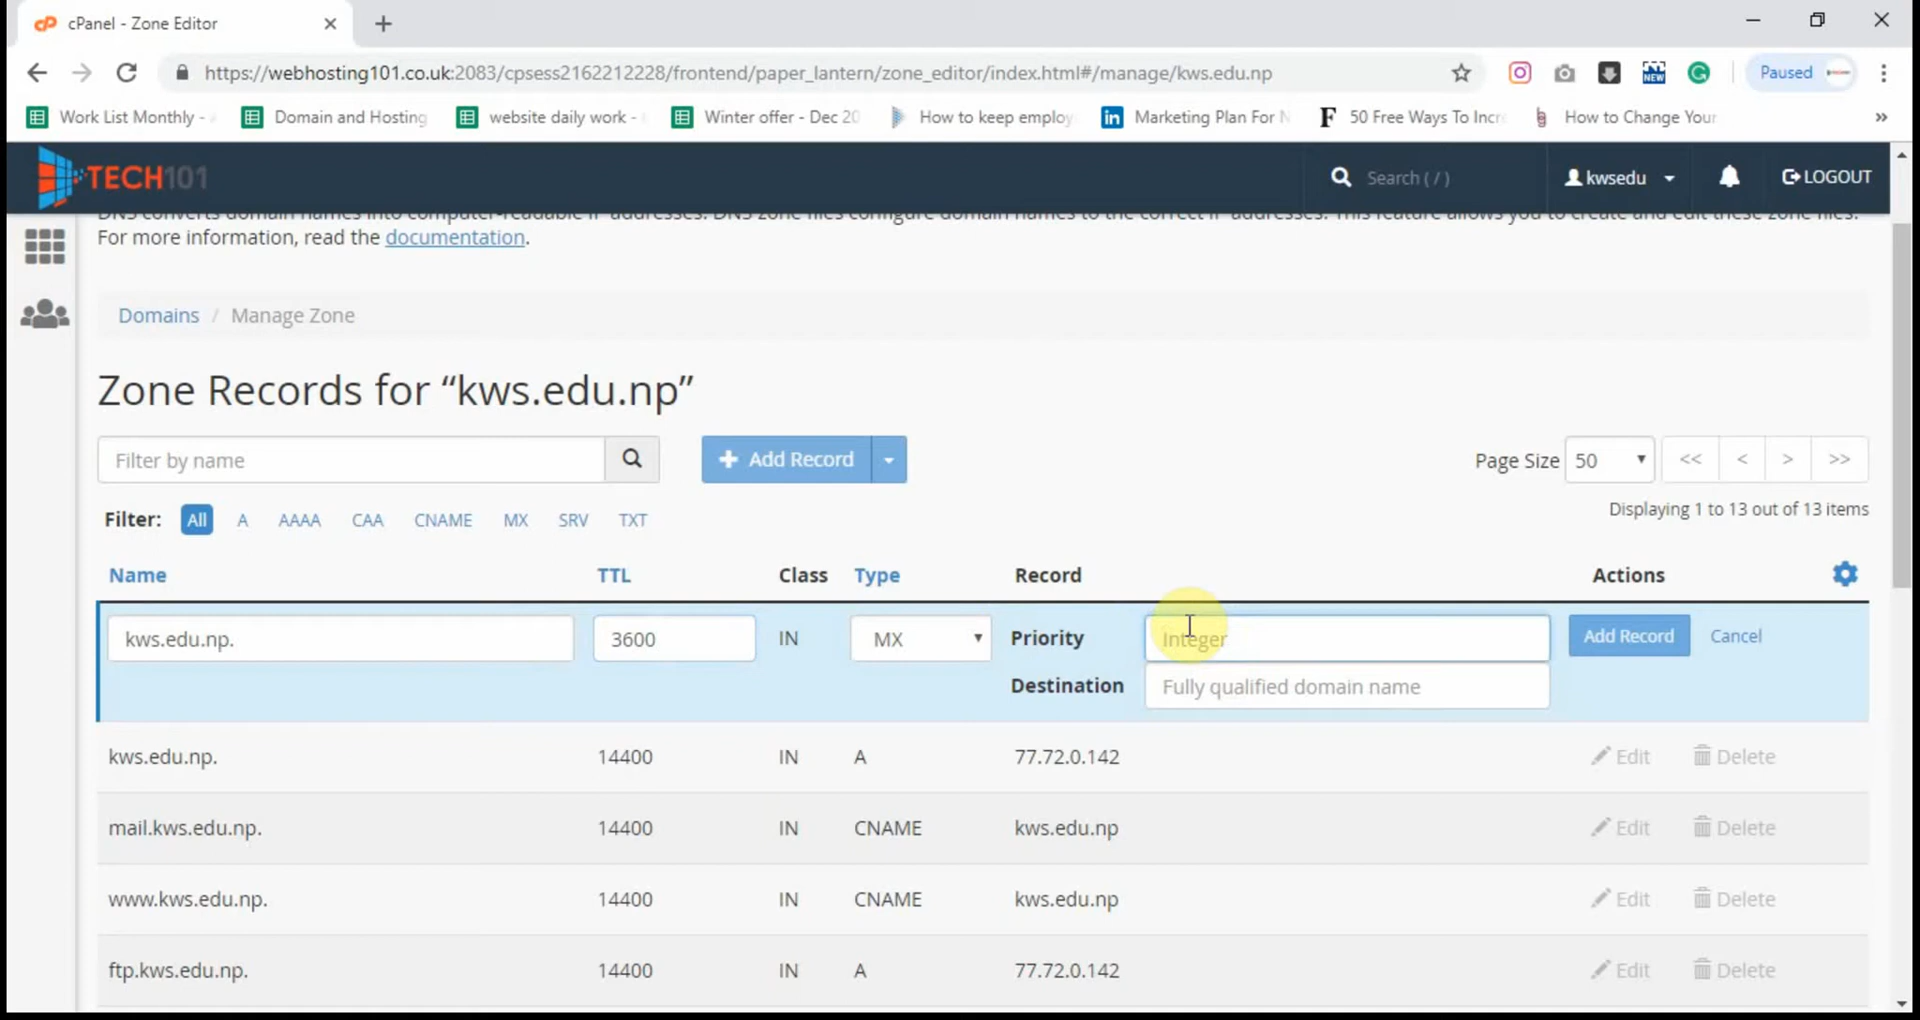 cPanel - Zone Editor
https://webhosting101.co.uk:2083/cpsess2162212228/frontend/paper_lantern/zone_editor/index.html#/manage/kws.edu.np
NEW
Paused
Work List Monthly -
Domain and Hosting
website daily work -
Winter offer - Dec 20
How to keep employ
Marketing Plan For N
50 Free Ways To Incre
How to Change Your
TECH101
Search ( / )
kwsedu
LOGOUT
DNS converts domain names into computer-readable IP addresses. DNS zone files configure domain names to the correct IP addresses. This feature allows you to create and edit these zone files.
For more information, read the documentation.
Domains / Manage Zone
Zone Records for “kws.edu.np”
Filter by name
Add Record
Page Size 50
<< < > >>
Filter: All A AAAA CAA CNAME MX SRV TXT
Displaying 1 to 13 out of 13 items
Name TTL Class Type Record Actions
kws.edu.np. 3600 IN MX Priority Integer Add Record Cancel
Destination Fully qualified domain name
kws.edu.np. 14400 IN A 77.72.0.142 Edit Delete
mail.kws.edu.np. 14400 IN CNAME kws.edu.np Edit Delete
www.kws.edu.np. 14400 IN CNAME kws.edu.np Edit Delete
ftp.kws.edu.np. 14400 IN A 77.72.0.142 Edit Delete